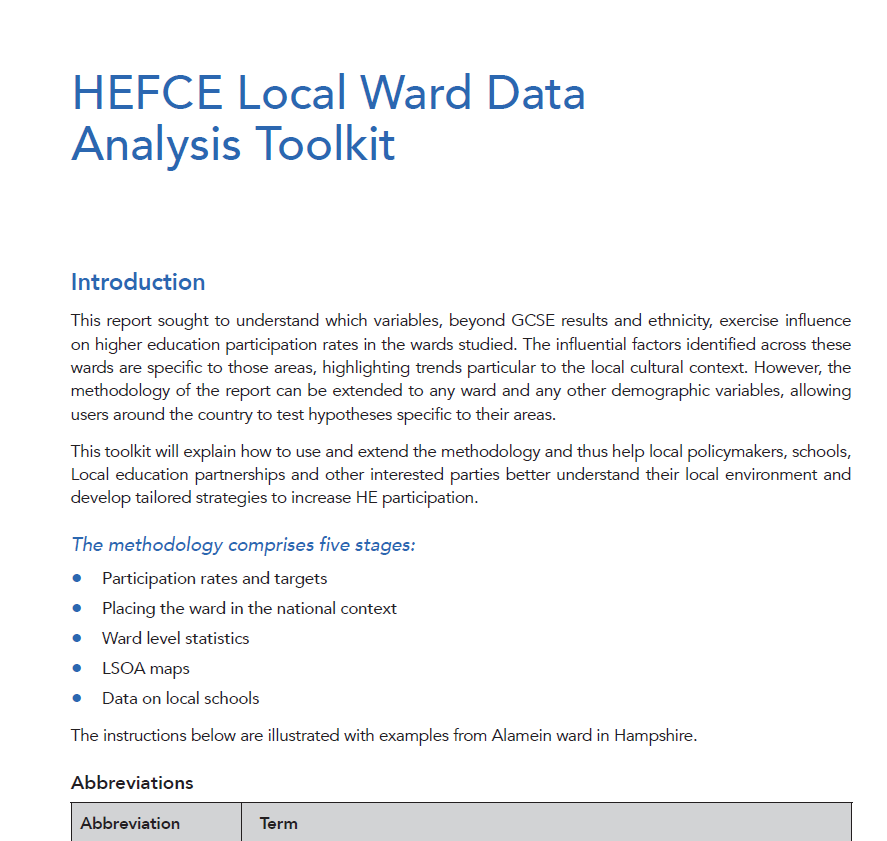 HEFCE Local Ward Data
Analysis Toolkit
Introduction
This report sought to understand which variables, beyond GCSE results and ethnicity, exercise influence
on higher education participation rates in the wards studied. The influential factors identified across these
wards are specific to those areas, highlighting trends particular to the local cultural context. However, the
methodology of the report can be extended to any ward and any other demographic variables, allowing
users around the country to test hypotheses specific to their areas.
This toolkit will explain how to use and extend the methodology and thus help local policymakers, schools,
Local education partnerships and other interested parties better understand their local environment and
develop tailored strategies to increase HE participation.
The methodology comprises five stages:
• Participation rates and targets
• Placing the ward in the national context
• Ward level statistics
• LSOA maps
• Data on local schools
The instructions below are illustrated with examples from Alamein ward in Hampshire.
Abbreviations
Abbreviation Term